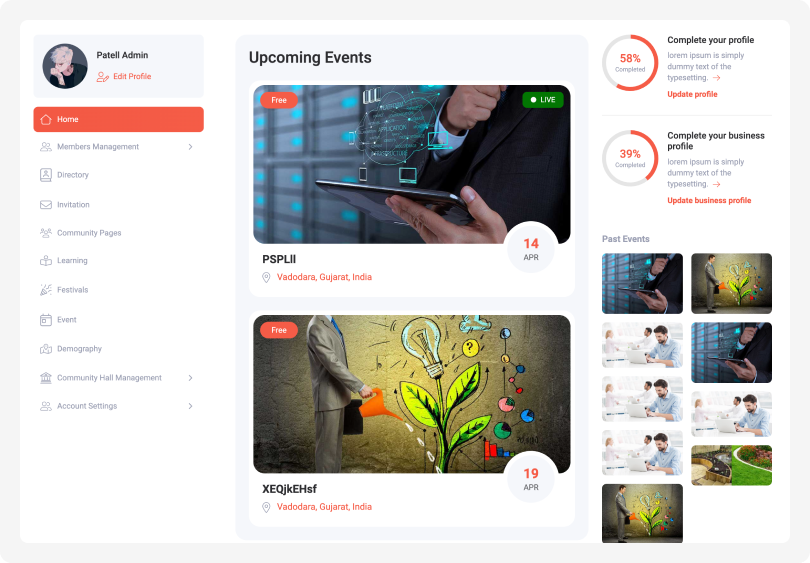 Patell Admin
Edit Profile
Home
Members Management
Directory
Invitation
Community Pages
Learning
Festivals
Event
Demography
Community Hall Management
Account Settings
Upcoming Events
Free
LIVE
APPLICATION
14
APR
PSPLII
Vadodara, Gujarat, India
Free
19
APR
XEQjkEHsf
Vadodara, Gujarat, India
58%
Completed
Complete your profile
lorem ipsum is simply
dummy text of the
typesetting. →
Update profile
39%
Completed
Complete your business
profile
lorem ipsum is simply
dummy text of the
typesetting. →
Update business profile
Past Events